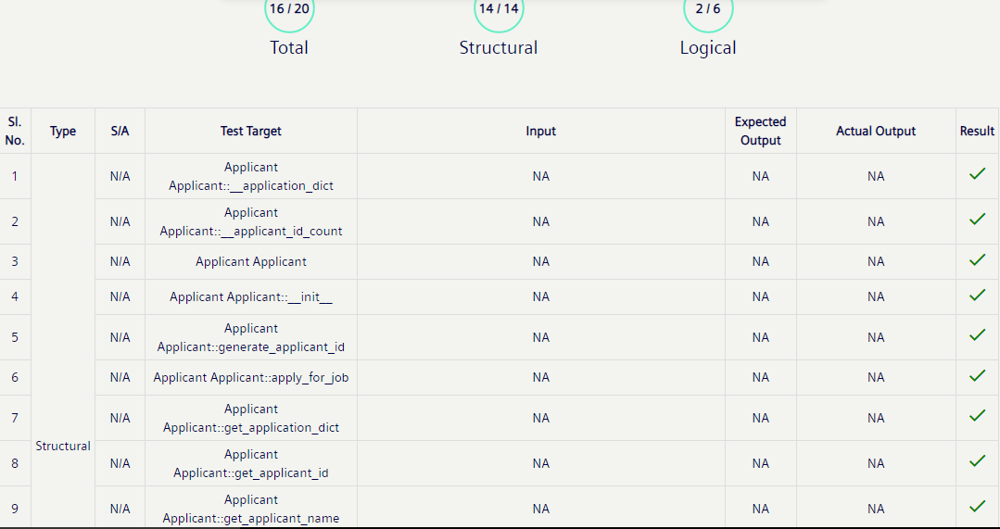 16 / 20
14 / 14
2 / 6
Total
Structural
Logical
Sl. No.
Type
S/A
Test Target
Input
Expected Output
Actual Output
Result
1
N/A
Applicant
Applicant::__application_dict
NA
NA
NA
2
N/A
Applicant
Applicant::__applicant_id_count
NA
NA
NA
3
N/A
Applicant Applicant
NA
NA
NA
4
N/A
Applicant Applicant::__init__
NA
NA
NA
5
N/A
Applicant
Applicant::generate_applicant_id
NA
NA
NA
6
N/A
Applicant Applicant::apply_for_job
NA
NA
NA
7
N/A
Applicant
Applicant::get_application_dict
NA
NA
NA
Structural
8
N/A
Applicant
Applicant::get_applicant_id
NA
NA
NA
9
N/A
Applicant
Applicant::get_applicant_name
NA
NA
NA